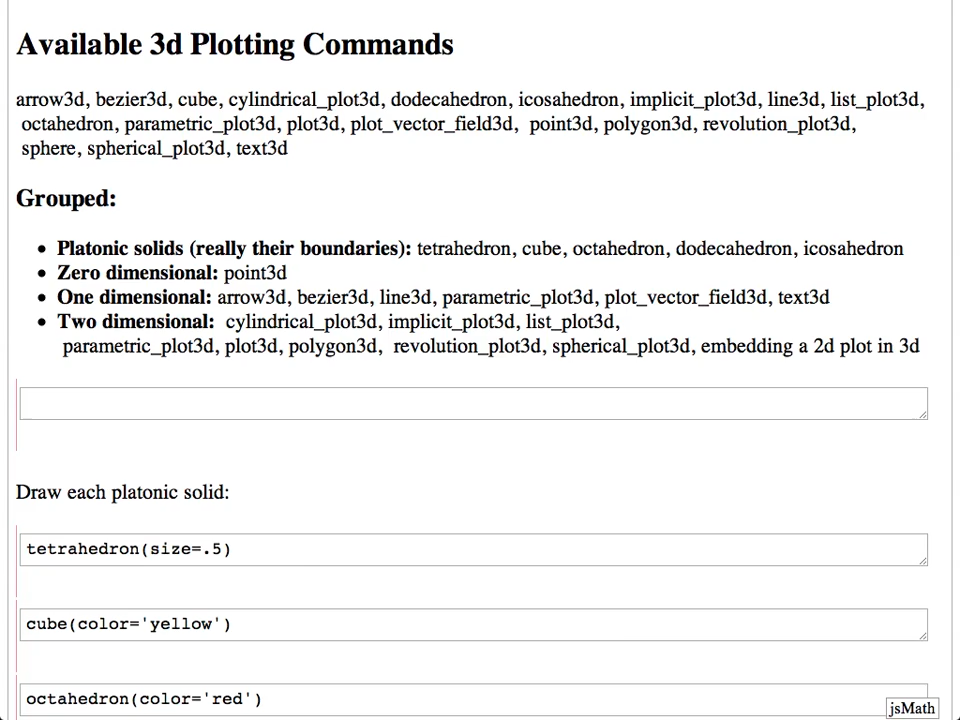 Available 3d Plotting Commands
arrow3d, bezier3d, cube, cylindrical_plot3d, dodecahedron, icosahedron, implicit_plot3d, line3d, list_plot3d,
octahedron, parametric_plot3d, plot3d, plot_vector_field3d, point3d, polygon3d, revolution_plot3d,
sphere, spherical_plot3d, text3d
Grouped:
• Platonic solids (really their boundaries): tetrahedron, cube, octahedron, dodecahedron, icosahedron
• Zero dimensional: point3d
• One dimensional: arrow3d, bezier3d, line3d, parametric_plot3d, plot_vector_field3d, text3d
• Two dimensional: cylindrical_plot3d, implicit_plot3d, list_plot3d,
parametric_plot3d, plot3d, polygon3d, revolution_plot3d, spherical_plot3d, embedding a 2d plot in 3d
Draw each platonic solid:
tetrahedron(size=.5)
cube(color='yellow')
octahedron(color='red')
jsMath